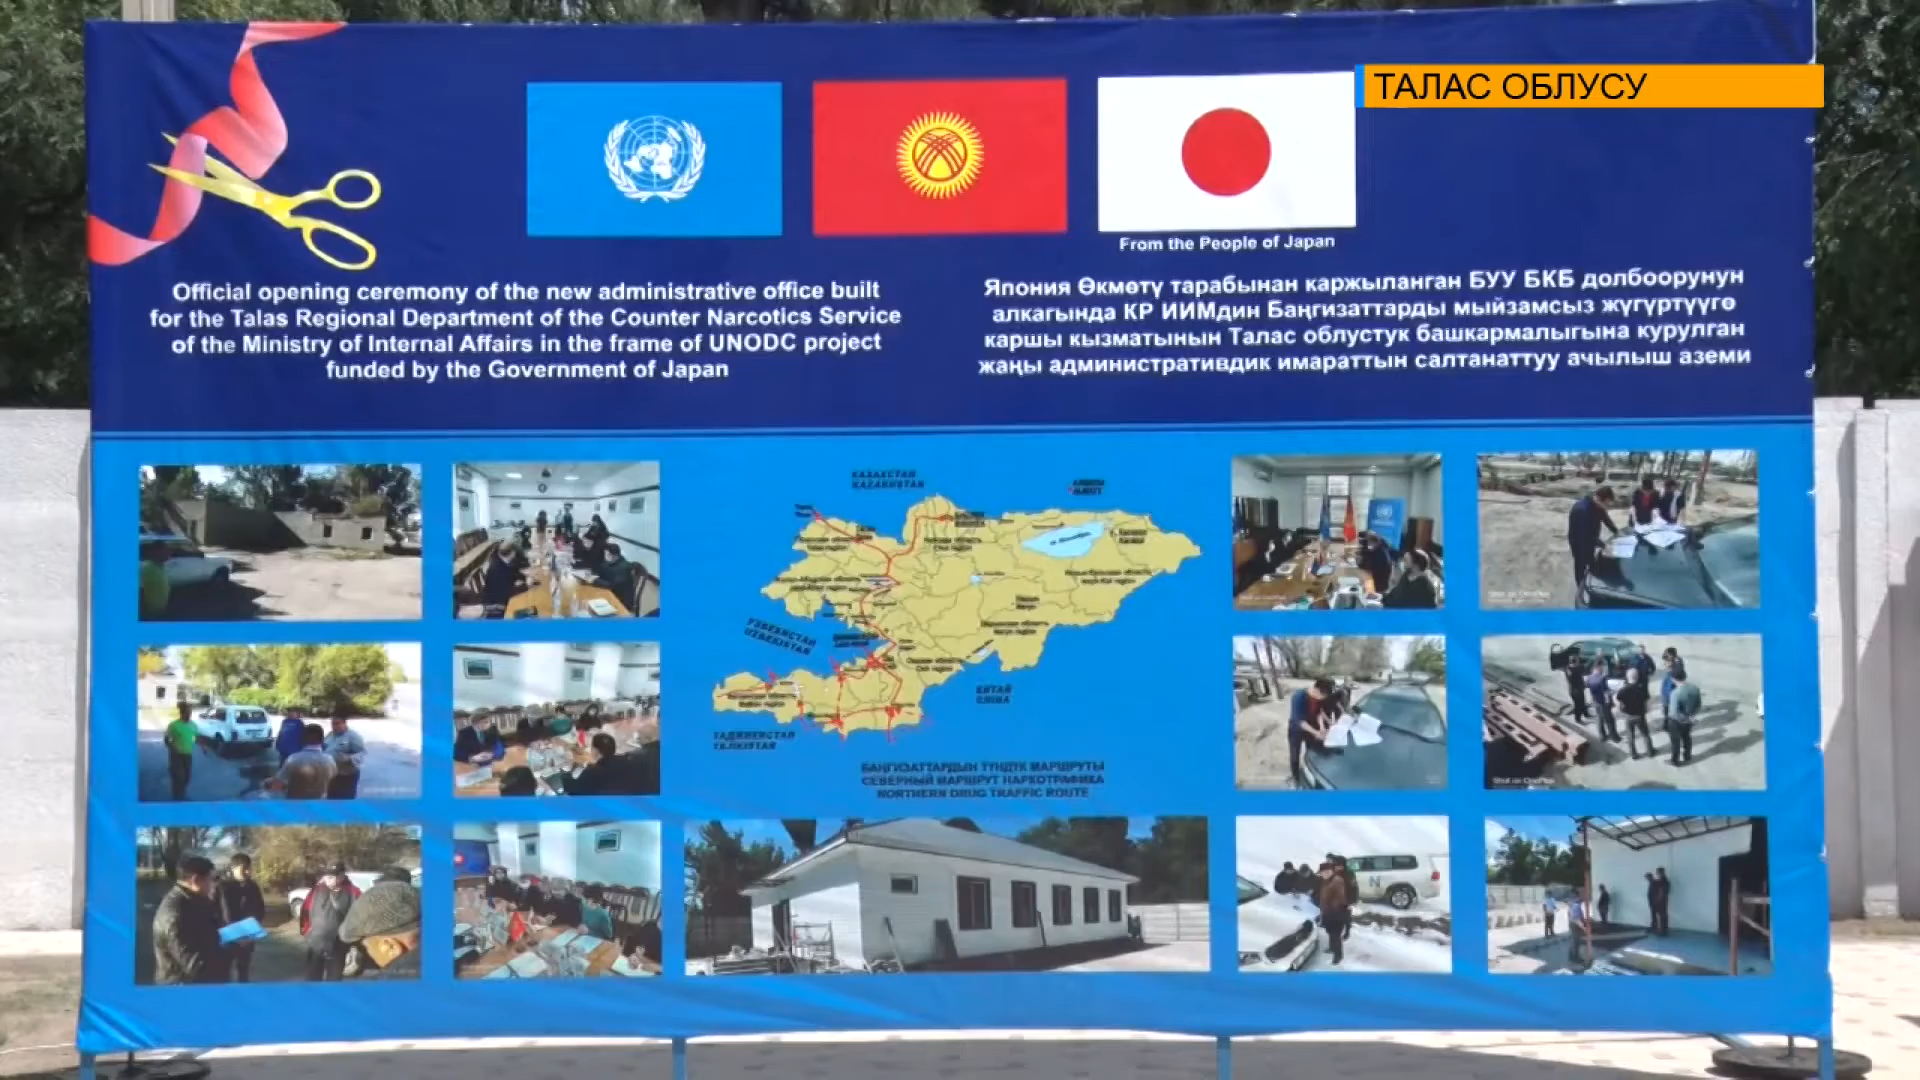 ТАЛАС ОБЛУСУ
From the People of Japan
Official opening ceremony of the new administrative office built
for the Talas Regional Department of the Counter Narcotics Service
of the Ministry of Internal Affairs in the frame of UNODC project
funded by the Government of Japan
Япония Өкмөтү тарабынан каржыланган БУУ БКБ долбоорунун
алкагында КР ИИМдин Баңгизаттарды мыйзамсыз жүгүртүүгө
каршы кызматынын Талас облустук башкармалыгына курулган
жаңы административдик имараттын салтанаттуу ачылыш аземи
КАЗАХСТАН
KAZAKHSTAN
УЗБЕКИСТАН
UZBEKISTAN
КИТАЙ
CHINA
ТАДЖИКИСТАН
TAJIKISTAN
БАҢГИЗАТТАРДЫН ТҮНДҮК МАРШРУТЫ
СЕВЕРНЫЙ МАРШРУТ НАРКОТРАФИКА
NORTHERN DRUG TRAFFIC ROUTE